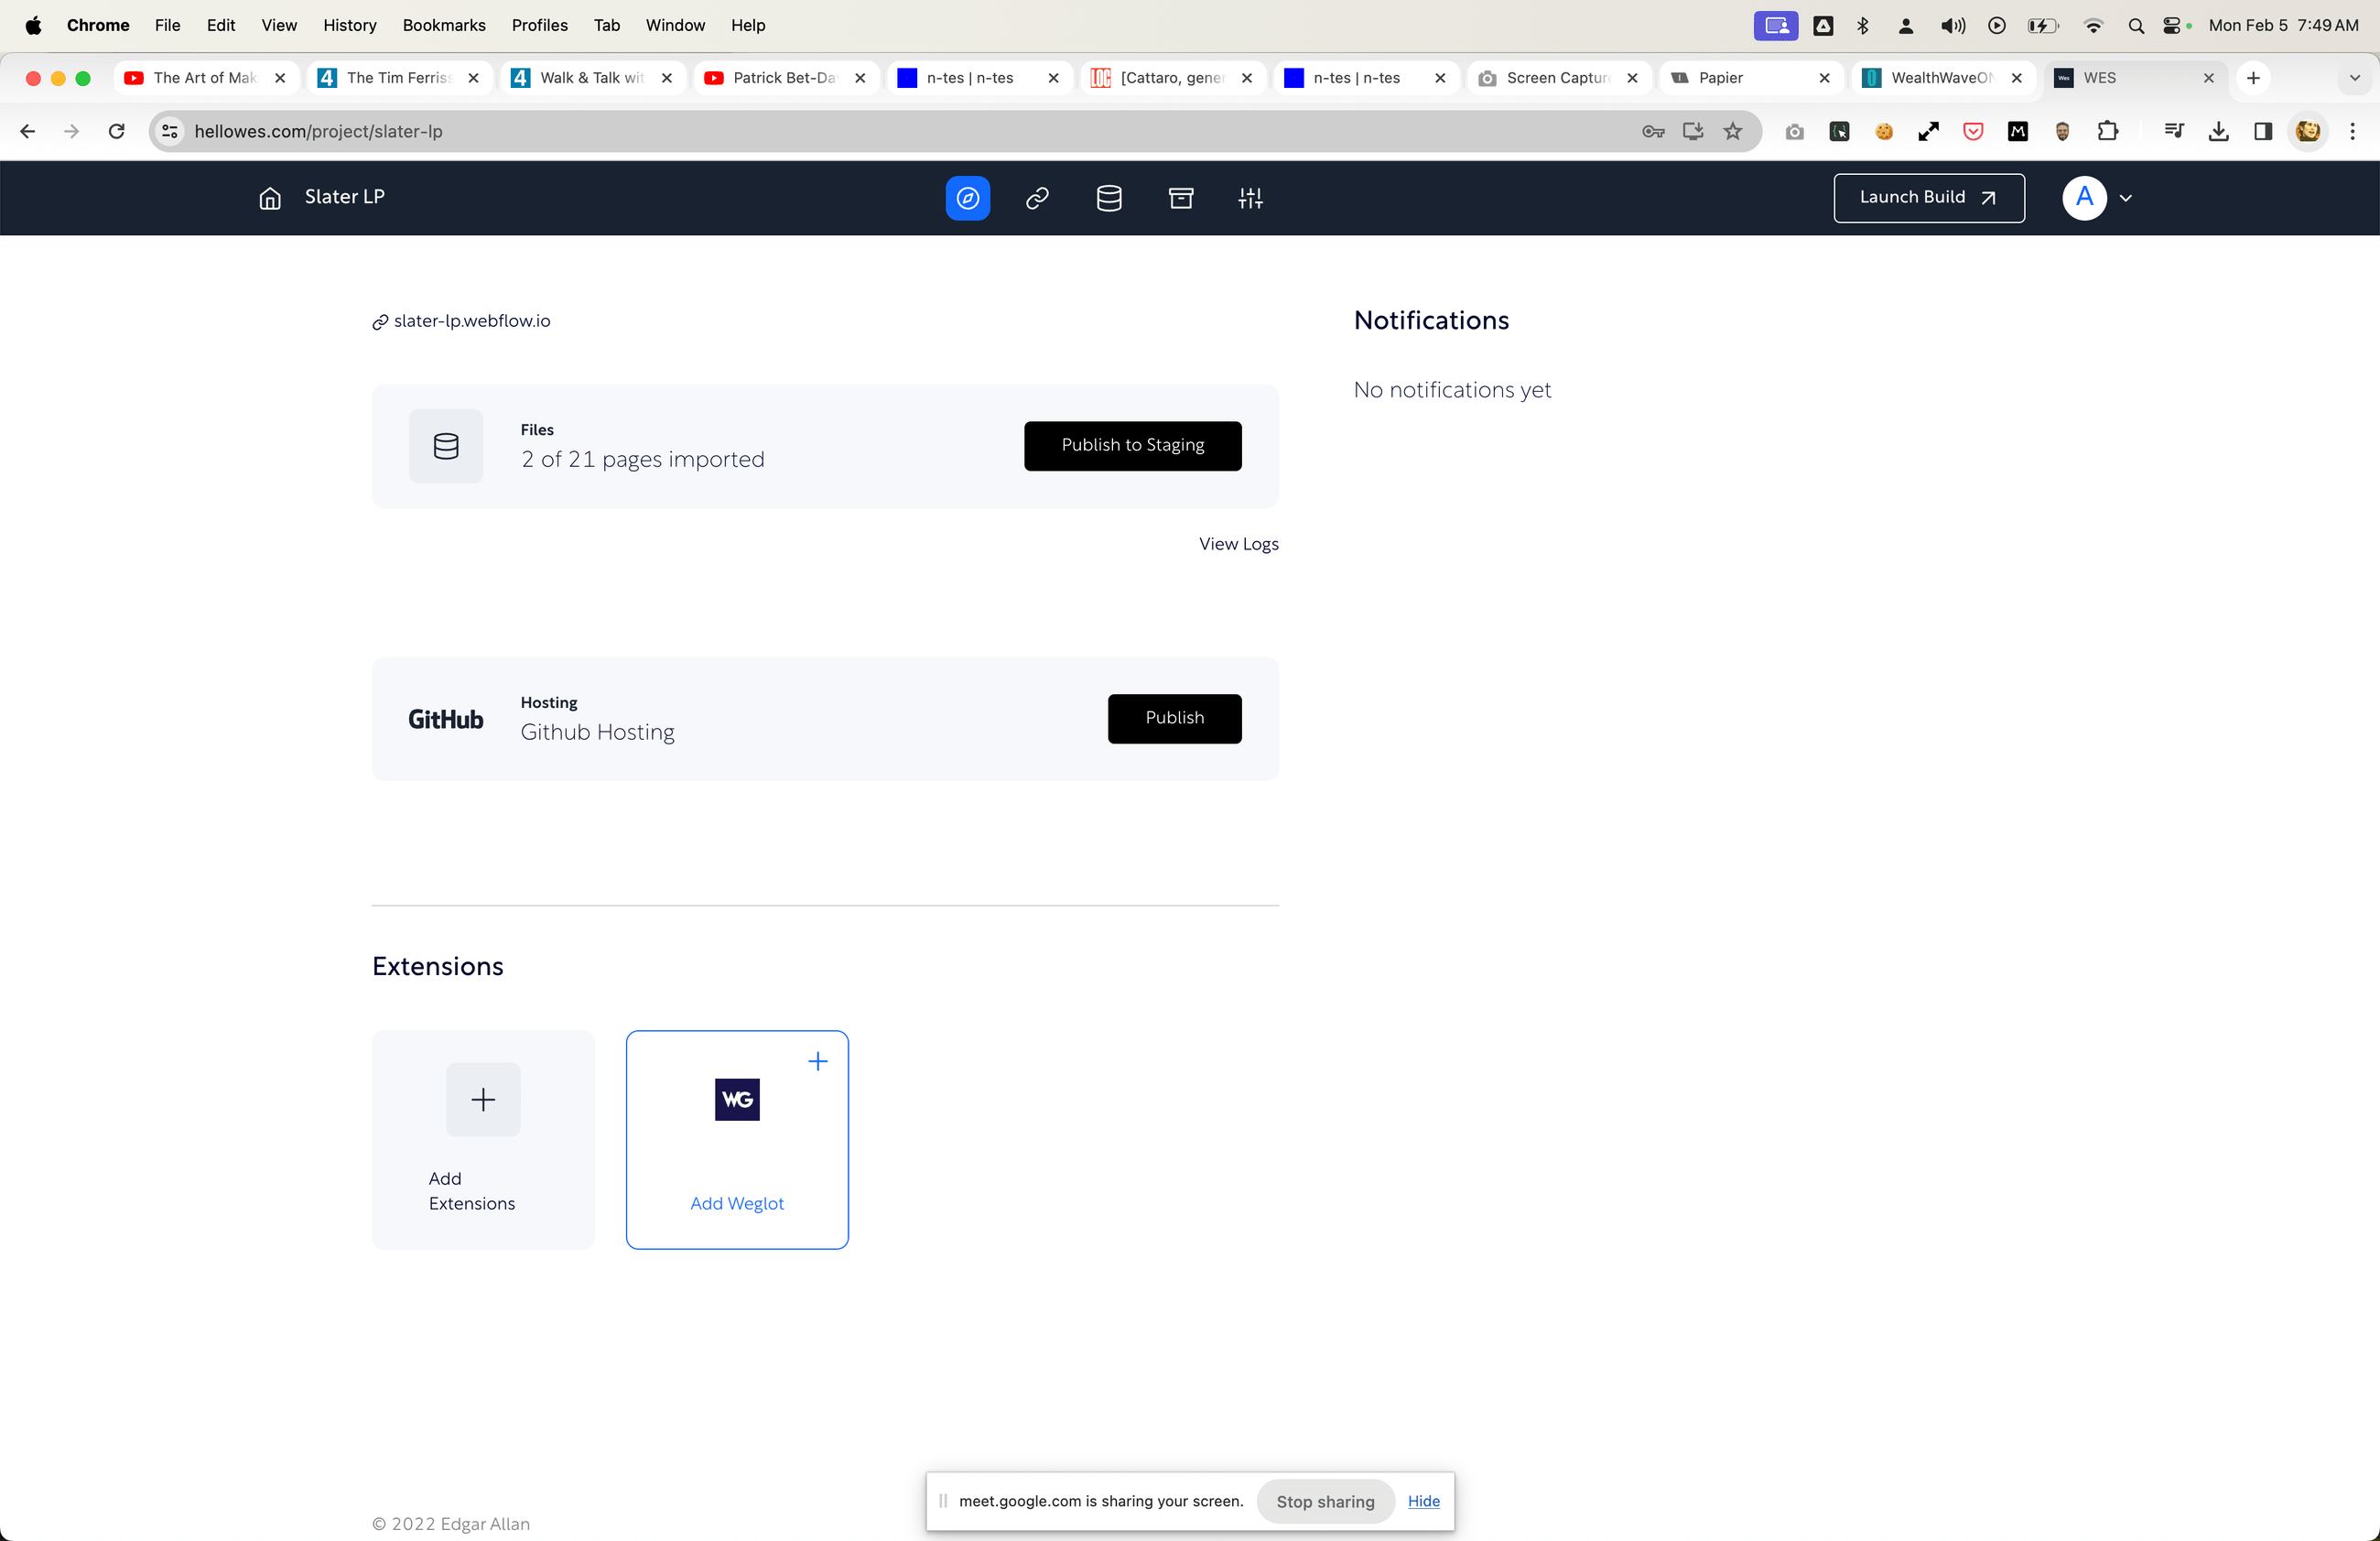 Chrome File Edit View History Bookmarks Profiles Tab Window Help Mon Feb 5 7:49 AM
The Art of Mak The Tim Ferriss Walk & Talk wit Patrick Bet-Da n-tes | n-tes [Cattaro, gener n-tes | n-tes Screen Capture Papier WealthWaveON WES
hellowes.com/project/slater-lp
Slater LP Launch Build A
slater-lp.webflow.io
Notifications
No notifications yet
Files
2 of 21 pages imported
Publish to Staging
View Logs
GitHub
Hosting
Github Hosting
Publish
Extensions
WG
Add
Extensions
Add Weglot
meet.google.com is sharing your screen. Stop sharing Hide
© 2022 Edgar Allan